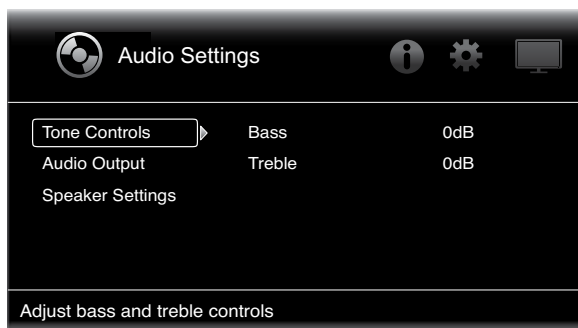 Audio Settings
Tone Controls Bass 0dB
Audio Output Treble 0dB
Speaker Settings
Adjust bass and treble controls